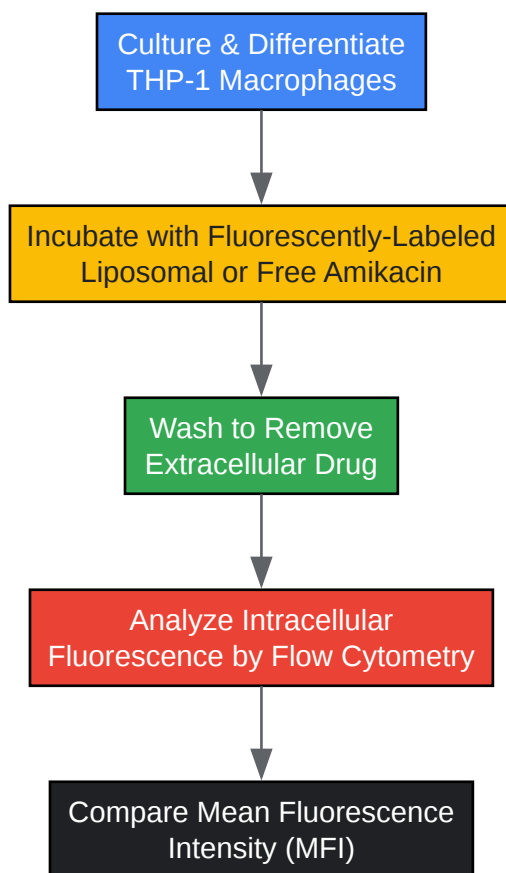 Culture & Differentiate
THP-1 Macrophages
Incubate with Fluorescently-Labeled
Liposomal or Free Amikacin
Wash to Remove
Extracellular Drug
Analyze Intracellular
Fluorescence by Flow Cytometry
Compare Mean Fluorescence
Intensity (MFI)